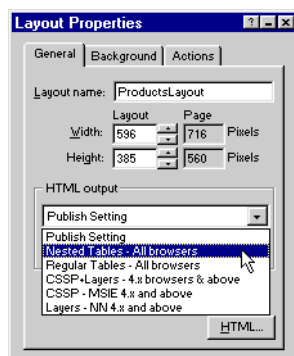 Layout Properties
General Background Actions
Layout name: ProductsLayout
Layout Page
Width: 596 716 Pixels
Height: 385 560 Pixels
HTML output
Publish Setting
Publish Setting
Nested Tables - All browsers
Regular Tables - All browsers
CSSP+Layers - 4.x browsers & above
CSSP - MSIE 4.x and above
Layers - NN 4.x and above
HTML...